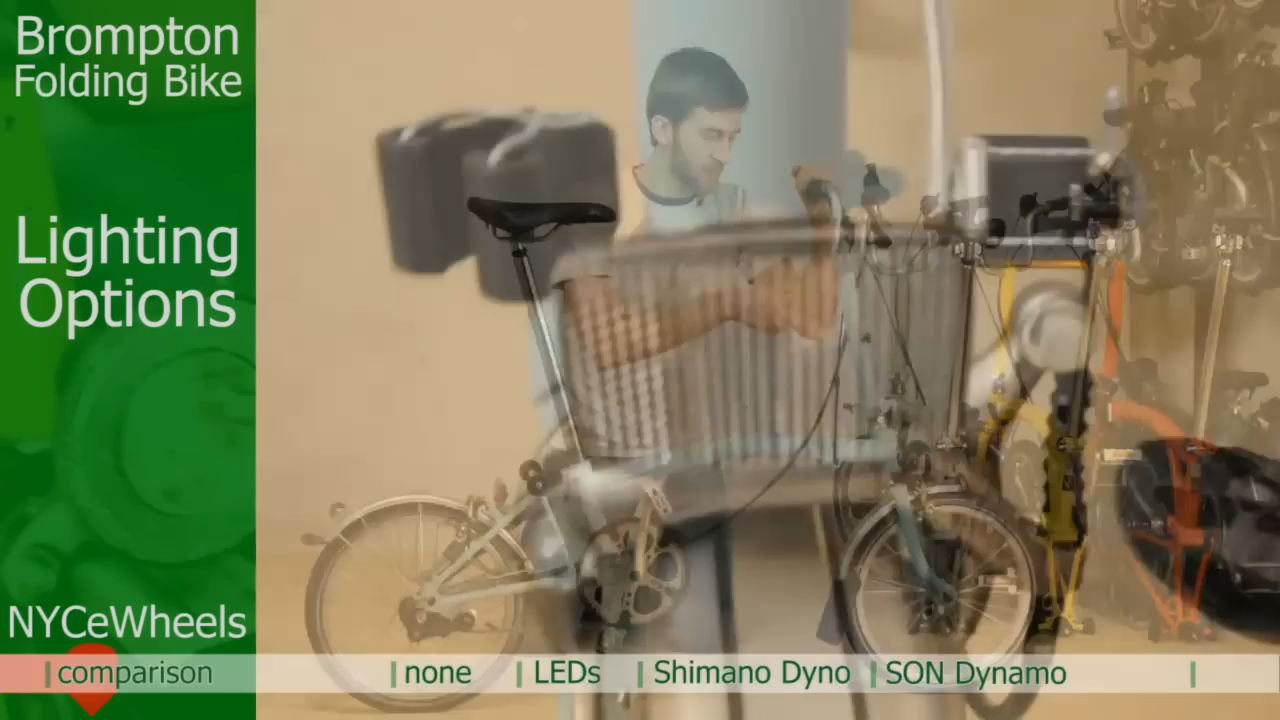 Brompton
Folding Bike
Lighting
Options
NYCeWheels
comparison
none
LEDs
Shimano Dyno
SON Dynamo